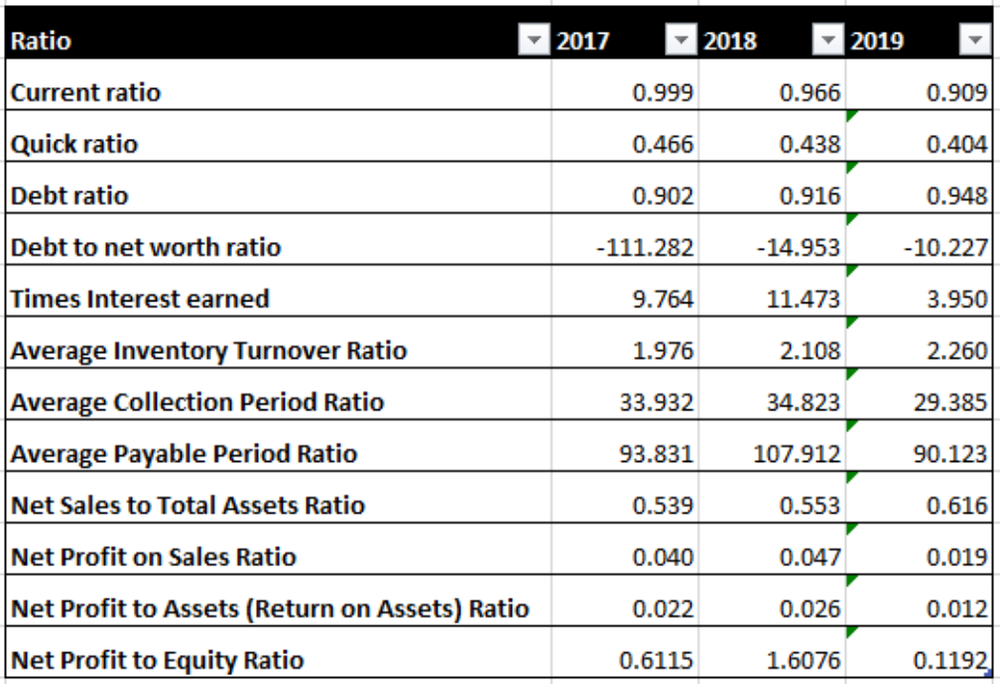 Ratio 2017 2018 2019
Current ratio 0.999 0.966 0.909
Quick ratio 0.466 0.438 0.404
Debt ratio 0.902 0.916 0.948
Debt to net worth ratio -111.282 -14.953 -10.227
Times Interest earned 9.764 11.473 3.950
Average Inventory Turnover Ratio 1.976 2.108 2.260
Average Collection Period Ratio 33.932 34.823 29.385
Average Payable Period Ratio 93.831 107.912 90.123
Net Sales to Total Assets Ratio 0.539 0.553 0.616
Net Profit on Sales Ratio 0.040 0.047 0.019
Net Profit to Assets (Return on Assets) Ratio 0.022 0.026 0.012
Net Profit to Equity Ratio 0.6115 1.6076 0.1192